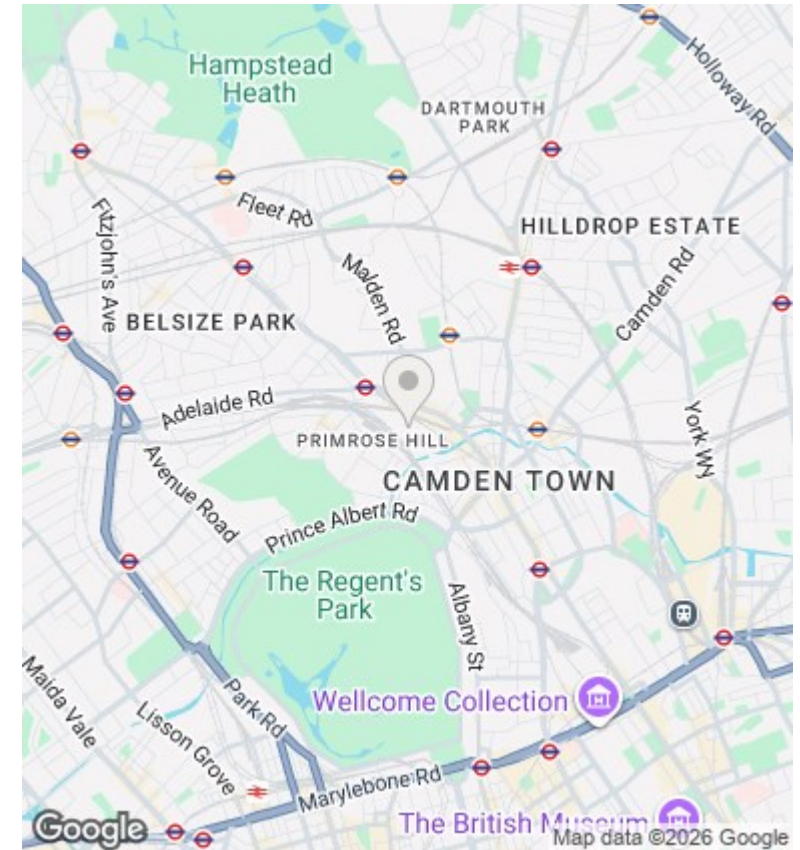 Hampstead
Heath
DARTMOUTH
PARK
Holloway Rd
Fleet Rd
HILLDROP ESTATE
Fitzjohn's Ave
Malden Rd
Camden Rd
BELSIZE PARK
Adelaide Rd
York Wy
PRIMROSE HILL
CAMDEN TOWN
Avenue Road
Prince Albert Rd
The Regent's
Park
Albany St
Maida Vale
Wellcome Collection
Park Rd
Lisson Grove
Marylebone Rd
The British Museum
Google
Map data ©2026 Google